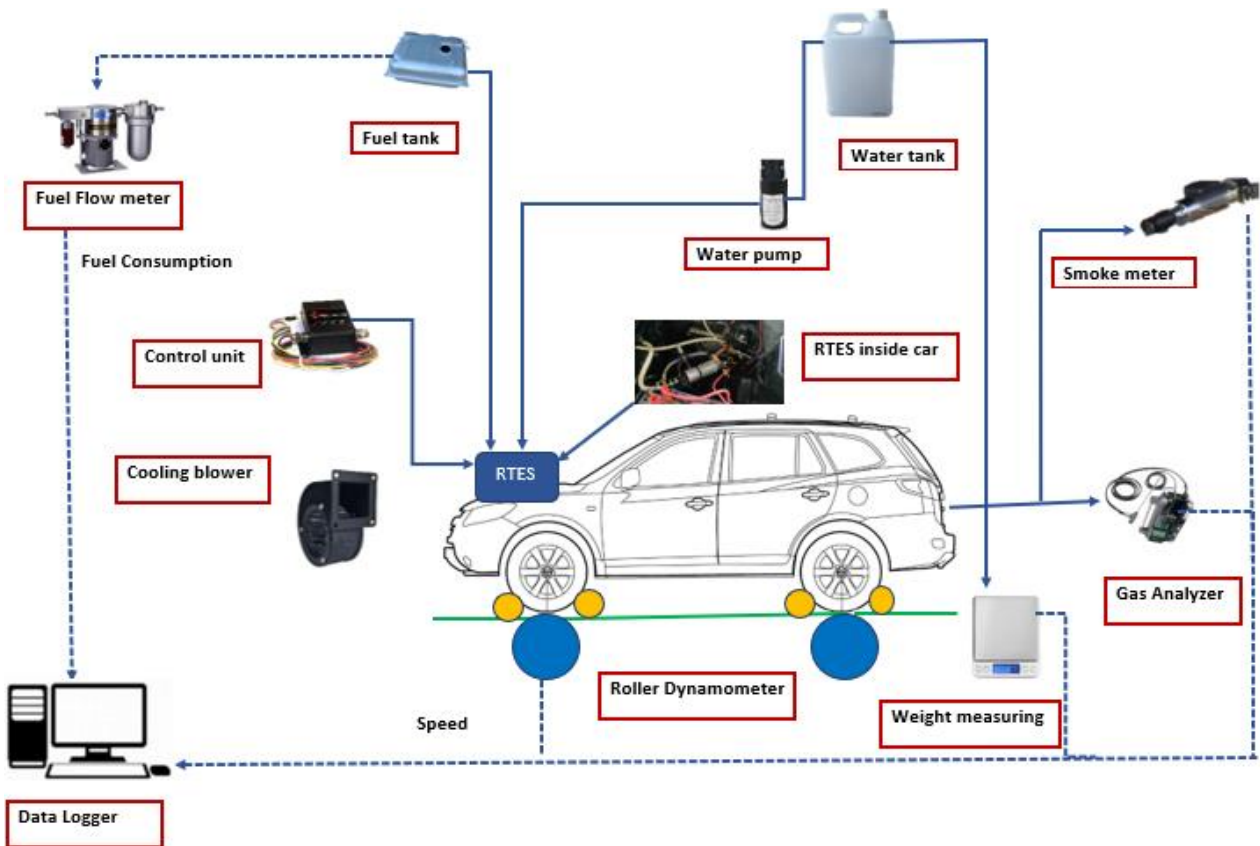 Fuel tank
Water tank
Fuel Flow meter
Water pump
Smoke meter
Fuel Consumption
Control unit
RTES inside car
Cooling blower
RTES
Gas Analyzer
Roller Dynamometer
Weight measuring
Speed
Data Logger